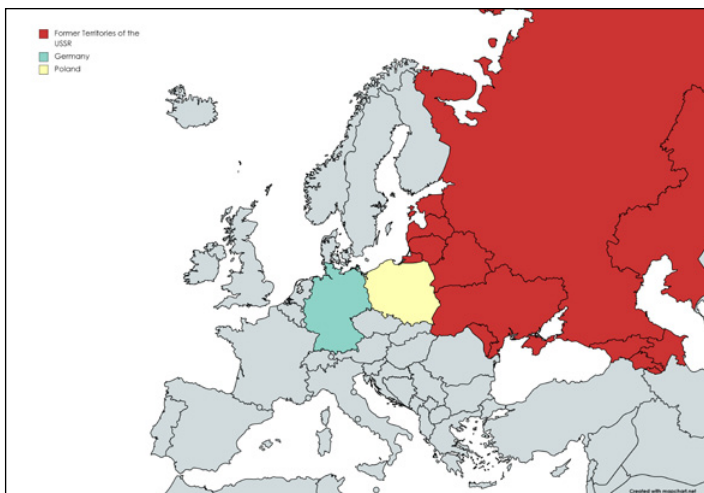 Former Territories of the
USSR
Germany
Poland
Created with mapchart.net